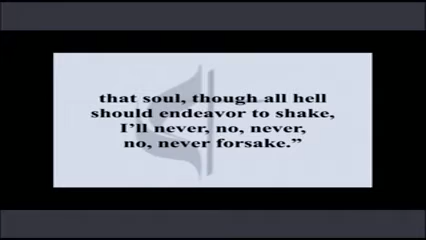 that soul, though all hell
should endeavor to shake,
I’ll never, no, never,
no, never forsake.”